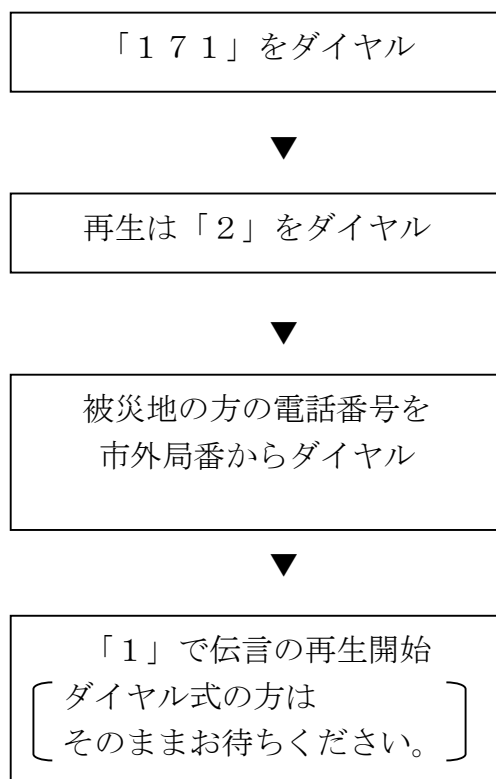 「１７１」をダイヤル
▼
再生は「２」をダイヤル
▼
被災地の方の電話番号を
市外局番からダイヤル
▼
「１」で伝言の再生開始
ダイヤル式の方は
そのままお待ちください。